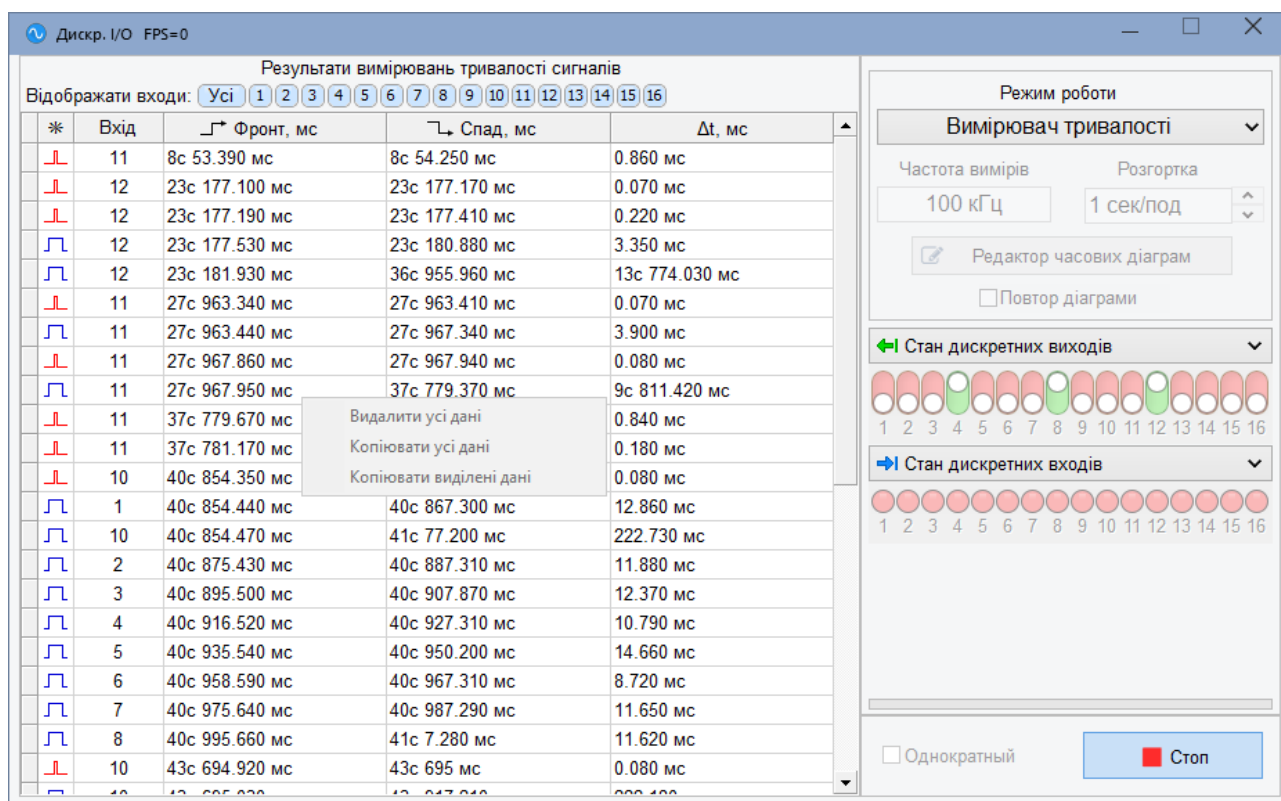 Дискр. I/O FPS=0
Результати вимірювань тривалості сигналів
Відображати входи: Усі 1 2 3 4 5 6 7 8 9 10 11 12 13 14 15 16
Вхід Фронт, мс Спад, мс Δt, мс
11 8с 53.390 мс 8с 54.250 мс 0.860 мс
12 23с 177.100 мс 23с 177.170 мс 0.070 мс
12 23с 177.190 мс 23с 177.410 мс 0.220 мс
12 23с 177.530 мс 23с 180.880 мс 3.350 мс
12 23с 181.930 мс 36с 955.960 мс 13с 774.030 мс
11 27с 963.340 мс 27с 963.410 мс 0.070 мс
11 27с 963.440 мс 27с 967.340 мс 3.900 мс
11 27с 967.860 мс 27с 967.940 мс 0.080 мс
11 27с 967.950 мс 37с 779.370 мс 9с 811.420 мс
11 37с 779.670 мс 0.840 мс
11 37с 781.170 мс 0.180 мс
10 40с 854.350 мс 0.080 мс
1 40с 854.440 мс 40с 867.300 мс 12.860 мс
10 40с 854.470 мс 41с 77.200 мс 222.730 мс
2 40с 875.430 мс 40с 887.310 мс 11.880 мс
3 40с 895.500 мс 40с 907.870 мс 12.370 мс
4 40с 916.520 мс 40с 927.310 мс 10.790 мс
5 40с 935.540 мс 40с 950.200 мс 14.660 мс
6 40с 958.590 мс 40с 967.310 мс 8.720 мс
7 40с 975.640 мс 40с 987.290 мс 11.650 мс
8 40с 995.660 мс 41с 7.280 мс 11.620 мс
10 43с 694.920 мс 43с 695 мс 0.080 мс
Видалити усі дані
Копіювати усі дані
Копіювати виділені дані
Режим роботи
Вимірювач тривалості
Частота вимірів Розгортка
100 кГц 1 сек/под
Редактор часових діаграм
Повтор діаграми
Стан дискретних виходів
1 2 3 4 5 6 7 8 9 10 11 12 13 14 15 16
Стан дискретних входів
1 2 3 4 5 6 7 8 9 10 11 12 13 14 15 16
Однократный Стоп